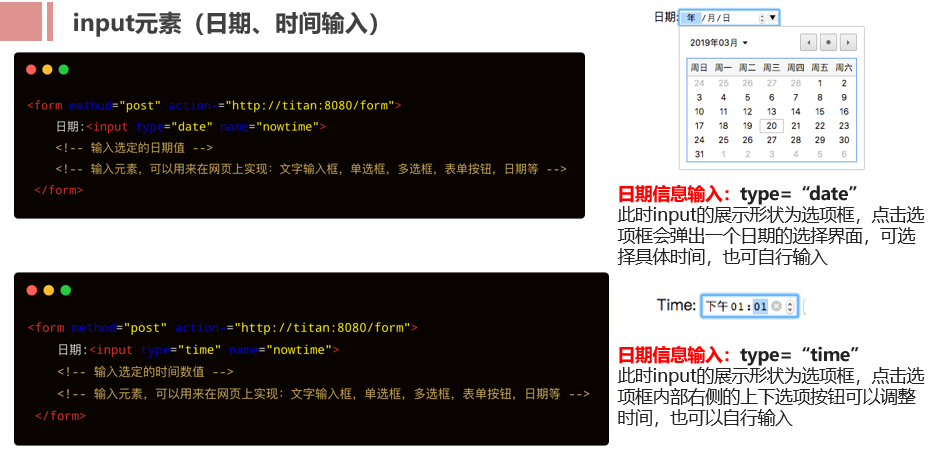 input元素（日期、时间输入）
<form method="post" action-="http://titan:8080/form">
日期:<input type="date" name="nowtime">
<!-- 输入选定的日期值 -->
<!-- 输入元素，可以用来在网页上实现：文字输入框，单选框，多选框，表单按钮，日期等 -->
</form>
日期: 年 /月/日
2019年03月
周日 周一 周二 周三 周四 周五 周六
24 25 26 27 28 1 2
3 4 5 6 7 8 9
10 11 12 13 14 15 16
17 18 19 20 21 22 23
24 25 26 27 28 29 30
31 1 2 3 4 5 6
日期信息输入：type=“date”
此时input的展示形状为选项框，点击选
项框会弹出一个日期的选择界面，可选
择具体时间，也可自行输入
<form method="post" action-="http://titan:8080/form">
日期:<input type="time" name="nowtime">
<!-- 输入选定的时间数值 -->
<!-- 输入元素，可以用来在网页上实现：文字输入框，单选框，多选框，表单按钮，日期等 -->
</form>
Time: 下午 01:01
日期信息输入：type=“time”
此时input的展示形状为选项框，点击选
项框内部右侧的上下选项按钮可以调整
时间，也可以自行输入